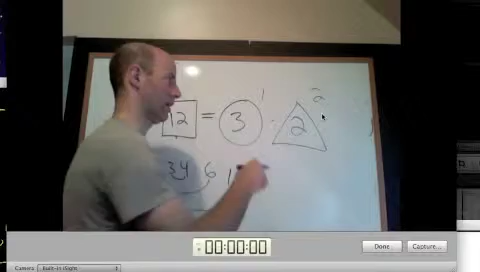 12 = 3 1 · 2 2
34 6 1
00:00:00
Done Capture...
Camera Built-in iSight